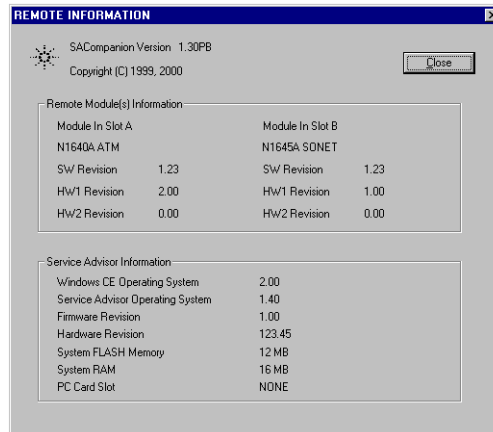 REMOTE INFORMATION
SACompanion Version 1.30PB
Copyright (C) 1999, 2000
Close
Remote Module(s) Information
Module In Slot A Module In Slot B
N1640A ATM N1645A SONET
SW Revision 1.23 SW Revision 1.23
HW1 Revision 2.00 HW1 Revision 1.00
HW2 Revision 0.00 HW2 Revision 0.00
Service Advisor Information
Windows CE Operating System 2.00
Service Advisor Operating System 1.40
Firmware Revision 1.00
Hardware Revision 123.45
System FLASH Memory 12 MB
System RAM 16 MB
PC Card Slot NONE